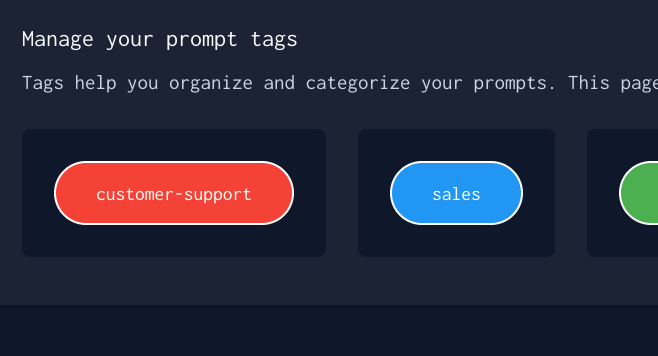 Manage your prompt tags
Tags help you organize and categorize your prompts. This page
customer-support
sales